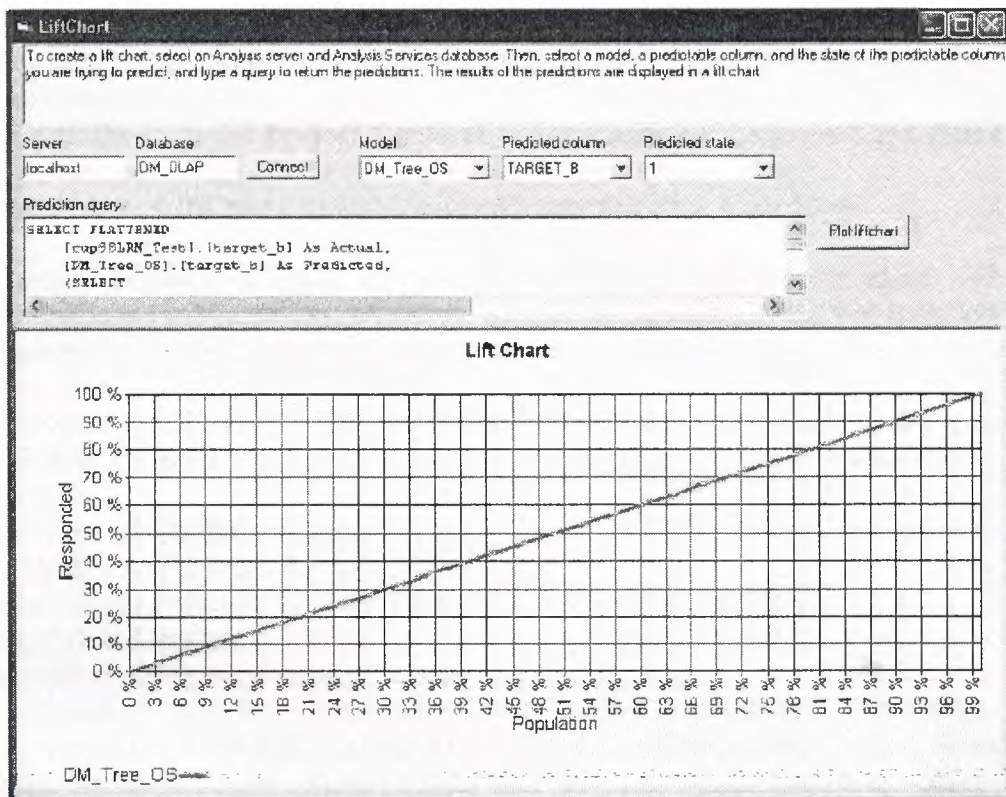 LiftChart
To create a lift chart, select an Analysis server and Analysis Services database. Then, select a model, a predictable column, and the state of the predictable column
you are trying to predict, and type a query to return the predictions. The results of the predictions are displayed in a lift chart
Server Database Model Predicted column Predicted state
localhost DM_OLAP Connect DM_Tree_OS TARGET_B 1
Prediction query
SELECT FLATTENED
[cup98LRN_Test].[target_b] As Actual,
[DM_Tree_OS].[target_b] As Predicted,
(SELECT
Plot liftchart
Lift Chart
100 %
90 %
80 %
70 %
60 %
50 %
40 %
30 %
20 %
10 %
0 %
Responded
0 % 3 % 6 % 9 % 12 % 15 % 18 % 21 % 24 % 27 % 30 % 33 % 36 % 39 % 42 % 45 % 48 % 51 % 54 % 57 % 60 % 63 % 66 % 69 % 72 % 75 % 78 % 81 % 84 % 87 % 90 % 93 % 96 % 99 %
Population
DM_Tree_OS